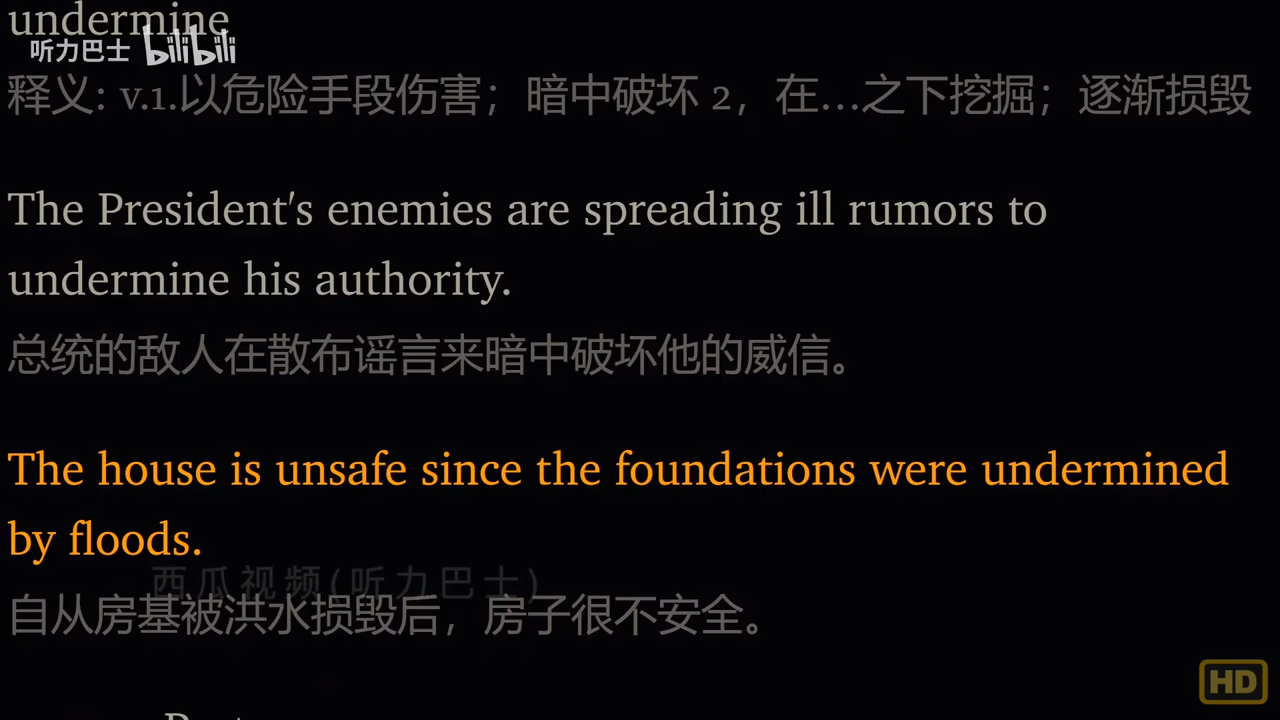 undermine
听力巴士 bilibili
释义: v.1.以危险手段伤害；暗中破坏 2，在…之下挖掘；逐渐损毁
The President's enemies are spreading ill rumors to
undermine his authority.
总统的敌人在散布谣言来暗中破坏他的威信。
The house is unsafe since the foundations were undermined
by floods.
西瓜视频(听力巴士)
自从房基被洪水损毁后，房子很不安全。
HD